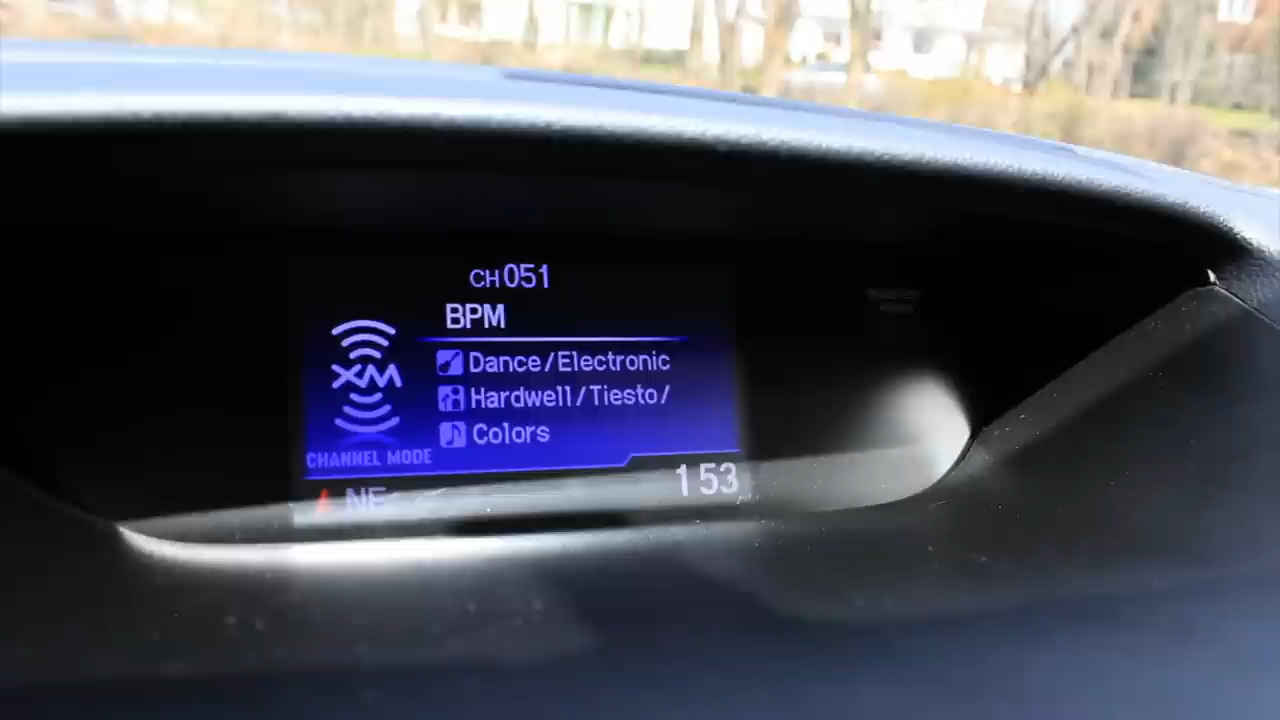 CH 051
BPM
XM
Dance/Electronic
Hardwell/Tiesto/
Colors
CHANNEL MODE
NE
153